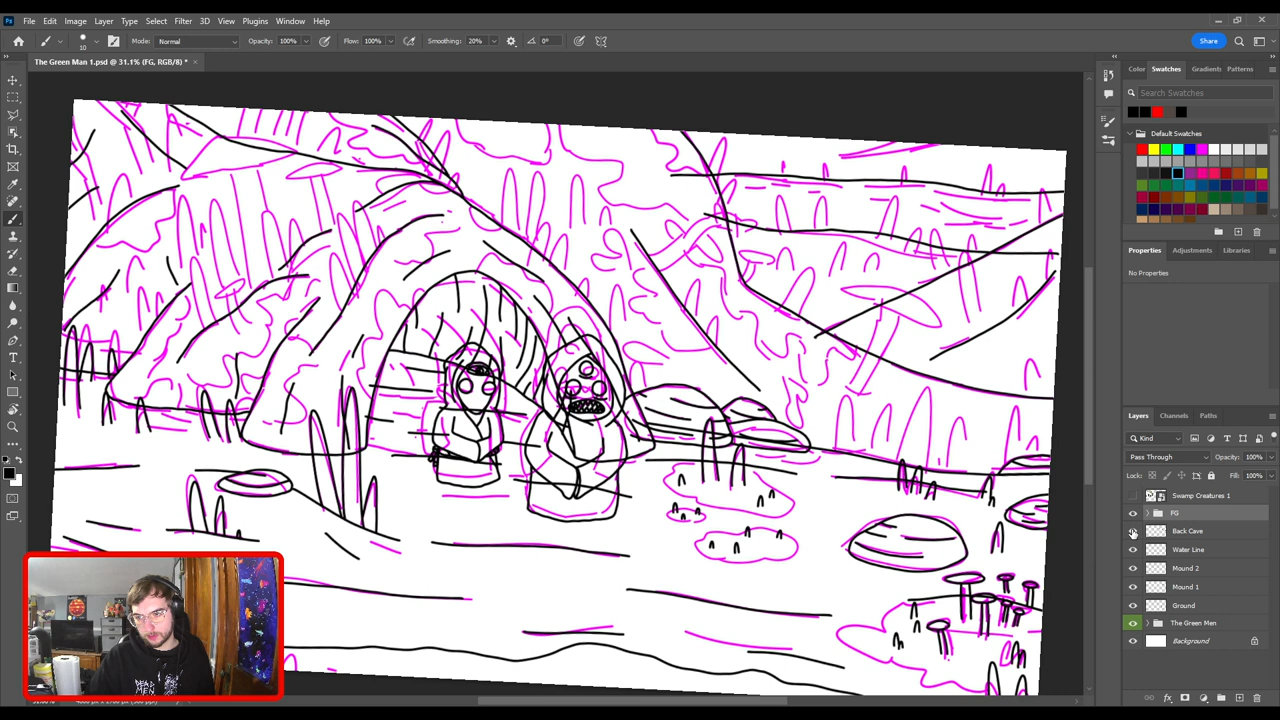 Ps File Edit Image Layer Type Select Filter 3D View Plugins Window Help
10 Mode: Normal Opacity: 100% Flow: 100% Smoothing: 20% 0° Share
The Green Man 1.psd @ 31.1% (FG, RGB/8) *
Color Swatches Gradients Patterns
Search Swatches
Default Swatches
Properties Adjustments Libraries
No Properties
Layers Channels Paths
Kind
Pass Through Opacity: 100%
Lock: Fill: 100%
Swamp Creatures 1
FG
Back Cave
Water Line
Mound 2
Mound 1
Ground
The Green Men
Background